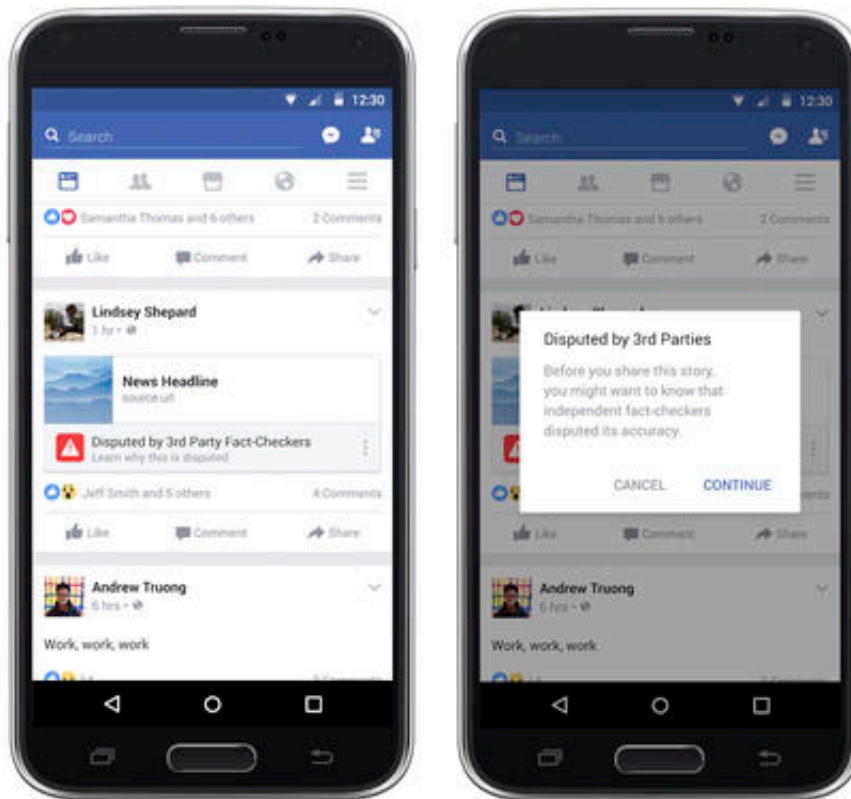 12:30
Search
Samantha Thomas and 6 others 2 Comments
Like Comment Share
Lindsey Shepard
1 hr
News Headline
source url
Disputed by 3rd Party Fact-Checkers
Learn why this is disputed
Jeff Smith and 5 others 4 Comments
Like Comment Share
Andrew Truong
6 hrs
Work, work, work
12:30
Search
Samantha Thomas and 6 others 2 Comments
Like Comment Share
Disputed by 3rd Parties
Before you share this story,
you might want to know that
independent fact-checkers
disputed its accuracy.
CANCEL CONTINUE
Like Comment Share
Andrew Truong
6 hrs
Work, work, work